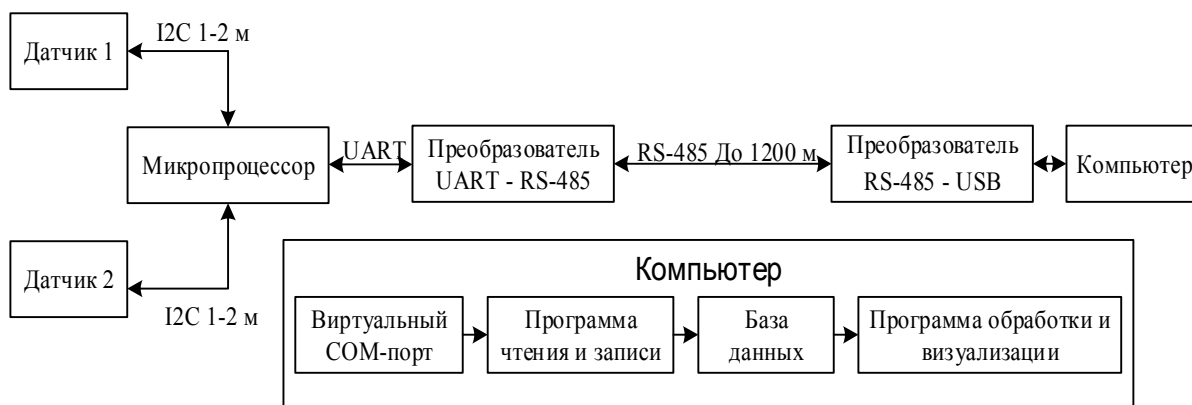 Датчик 1
I2C 1-2 м
Микропроцессор
UART
Преобразователь
UART - RS-485
RS-485 До 1200 м
Преобразователь
RS-485 - USB
Компьютер
Датчик 2
I2C 1-2 м
Компьютер
Виртуальный
COM-порт
Программа
чтения и записи
База
данных
Программа обработки и
визуализации